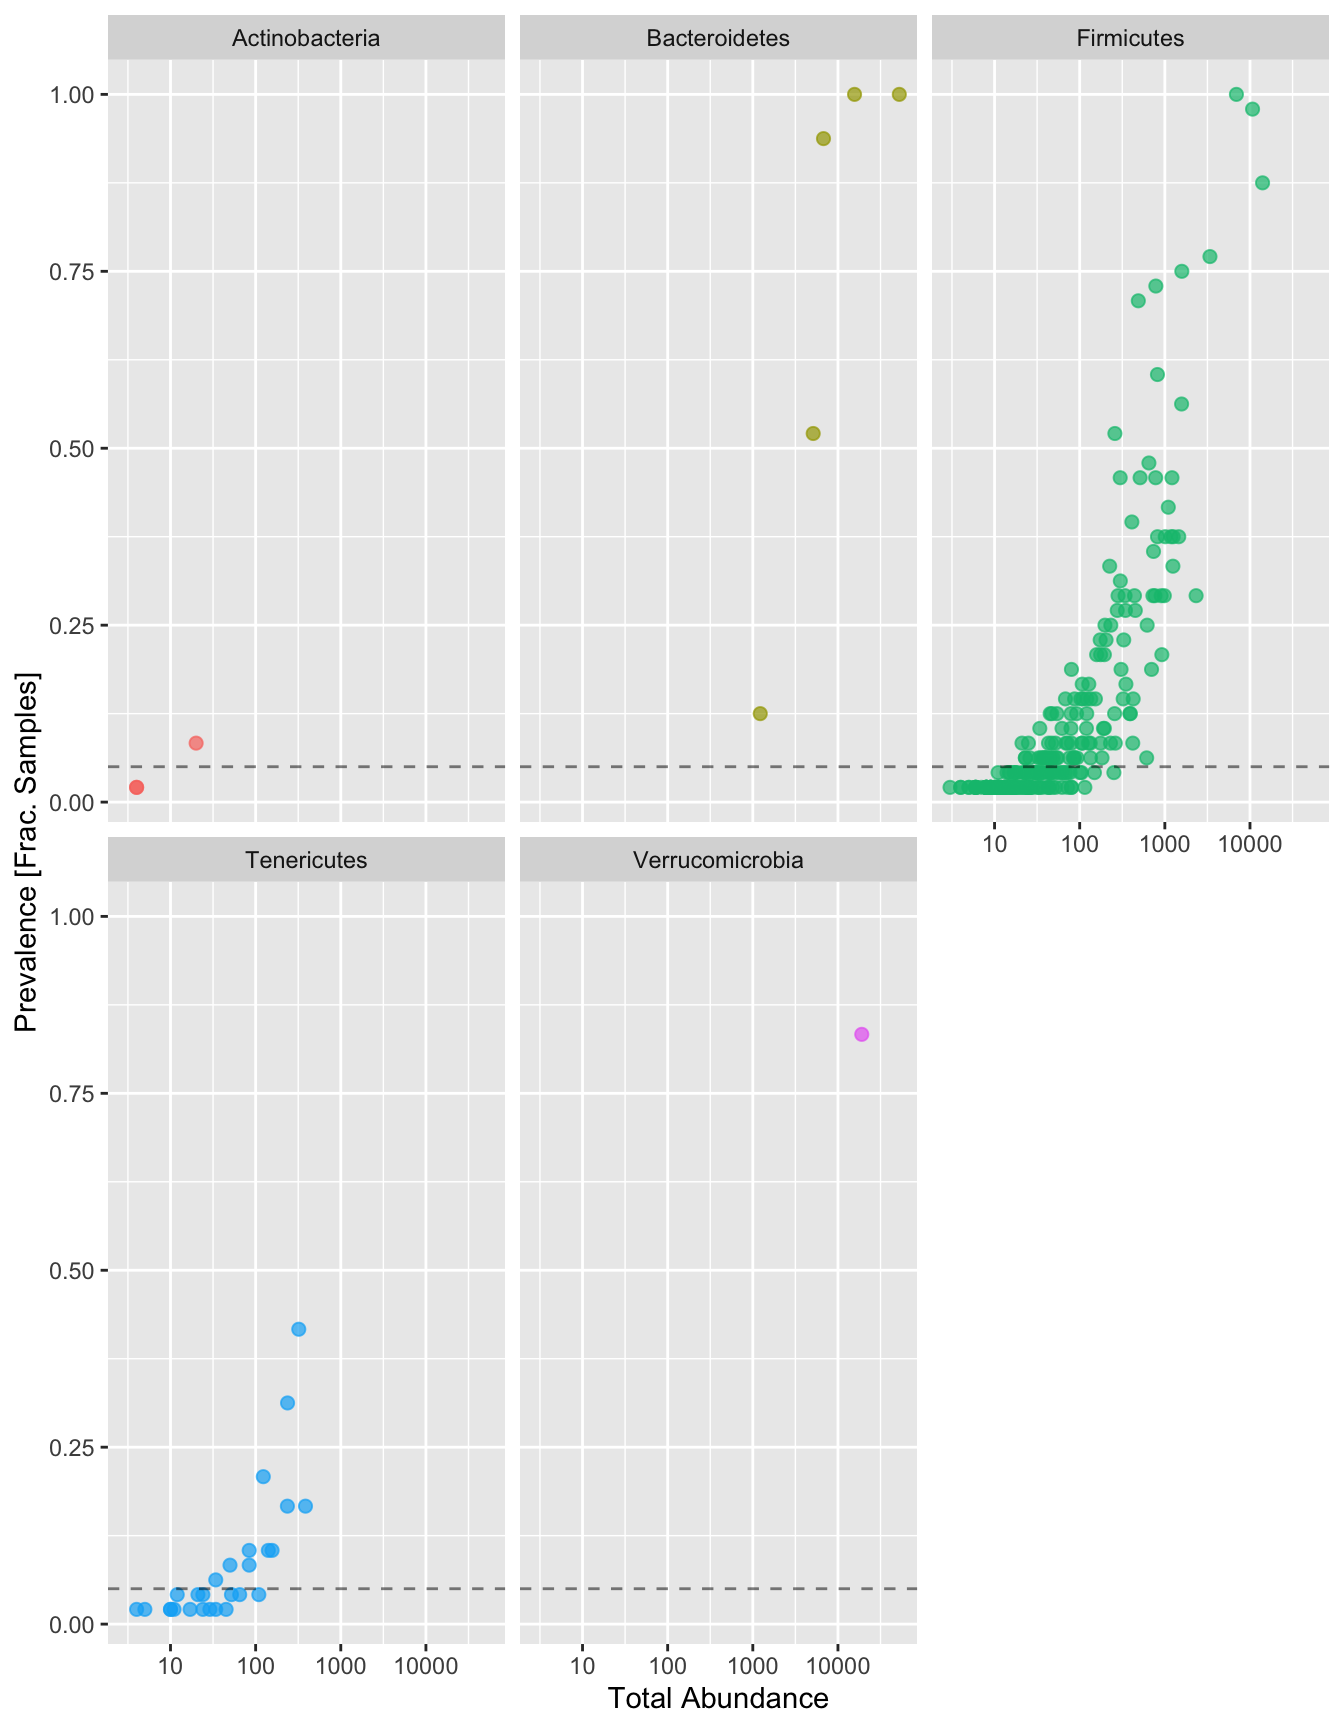 Actinobacteria
Bacteroidetes
Firmicutes
1.00
0.75
0.50
0.25
0.00
10 100 1000 10000
Tenericutes
Verrucomicrobia
Prevalence [Frac. Samples]
1.00
0.75
0.50
0.25
0.00
10 100 1000 10000
10 100 1000 10000
Total Abundance